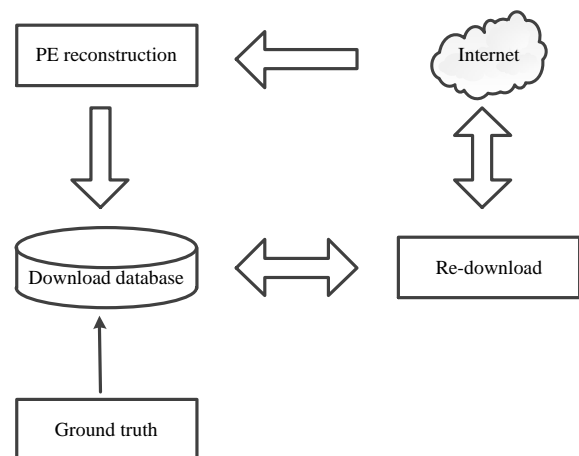 PE reconstruction
Internet
Download database
Re-download
Ground truth